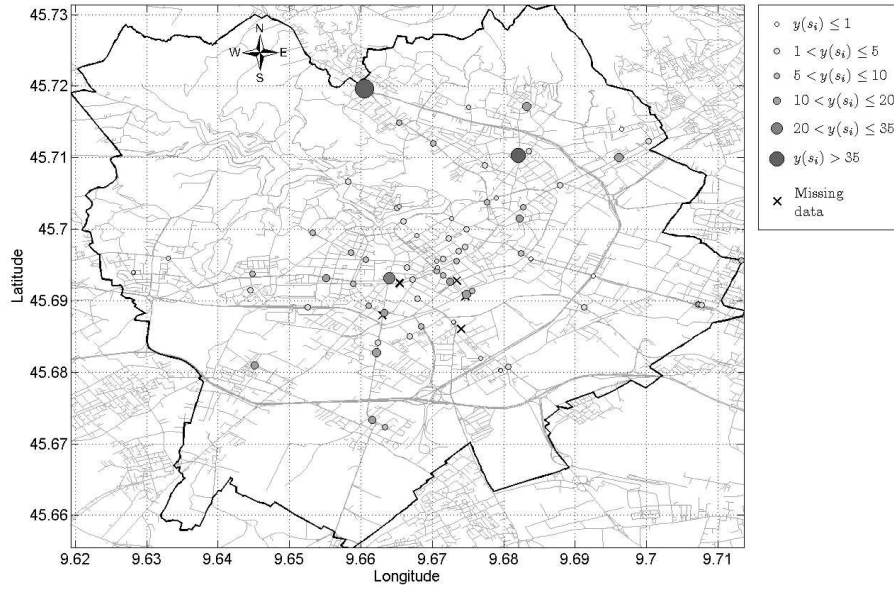 45.73
45.72
45.71
45.7
45.69
45.68
45.67
45.66
Latitude
N
W E
S
9.62 9.63 9.64 9.65 9.66 9.67 9.68 9.69 9.7 9.71
Longitude
y(sᵢ) ≤ 1
1 < y(sᵢ) ≤ 5
5 < y(sᵢ) ≤ 10
10 < y(sᵢ) ≤ 20
20 < y(sᵢ) ≤ 35
y(sᵢ) > 35
Missing
data